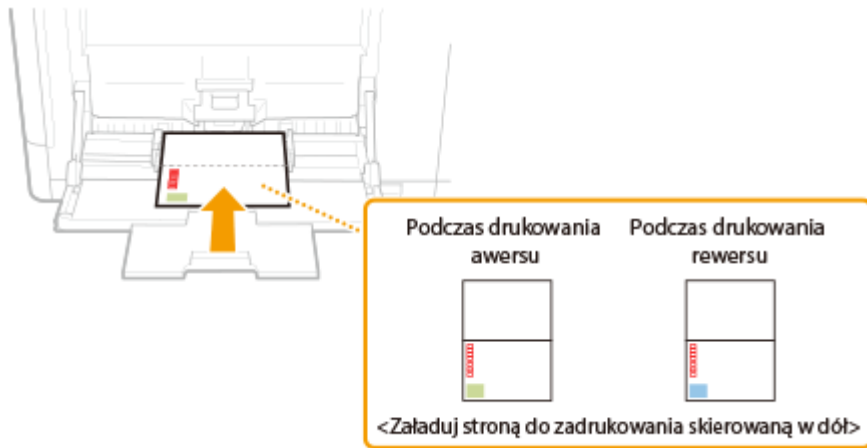 Podczas drukowania
awersu
Podczas drukowania
rewersu
<Załaduj stroną do zadrukowania skierowaną w dół>